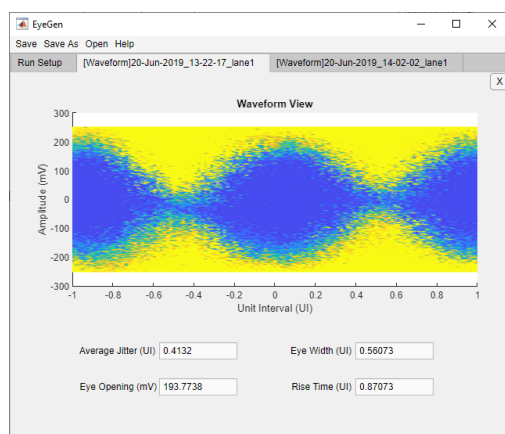 EyeGen
Save Save As Open Help
Run Setup [Waveform]20-Jun-2019_13-22-17_lane1 [Waveform]20-Jun-2019_14-02-02_lane1
X
Waveform View
300
200
100
0
-100
-200
-300
Amplitude (mV)
-1 -0.8 -0.6 -0.4 -0.2 0 0.2 0.4 0.6 0.8 1
Unit Interval (UI)
Average Jitter (UI) 0.4132 Eye Width (UI) 0.56073
Eye Opening (mV) 193.7738 Rise Time (UI) 0.87073